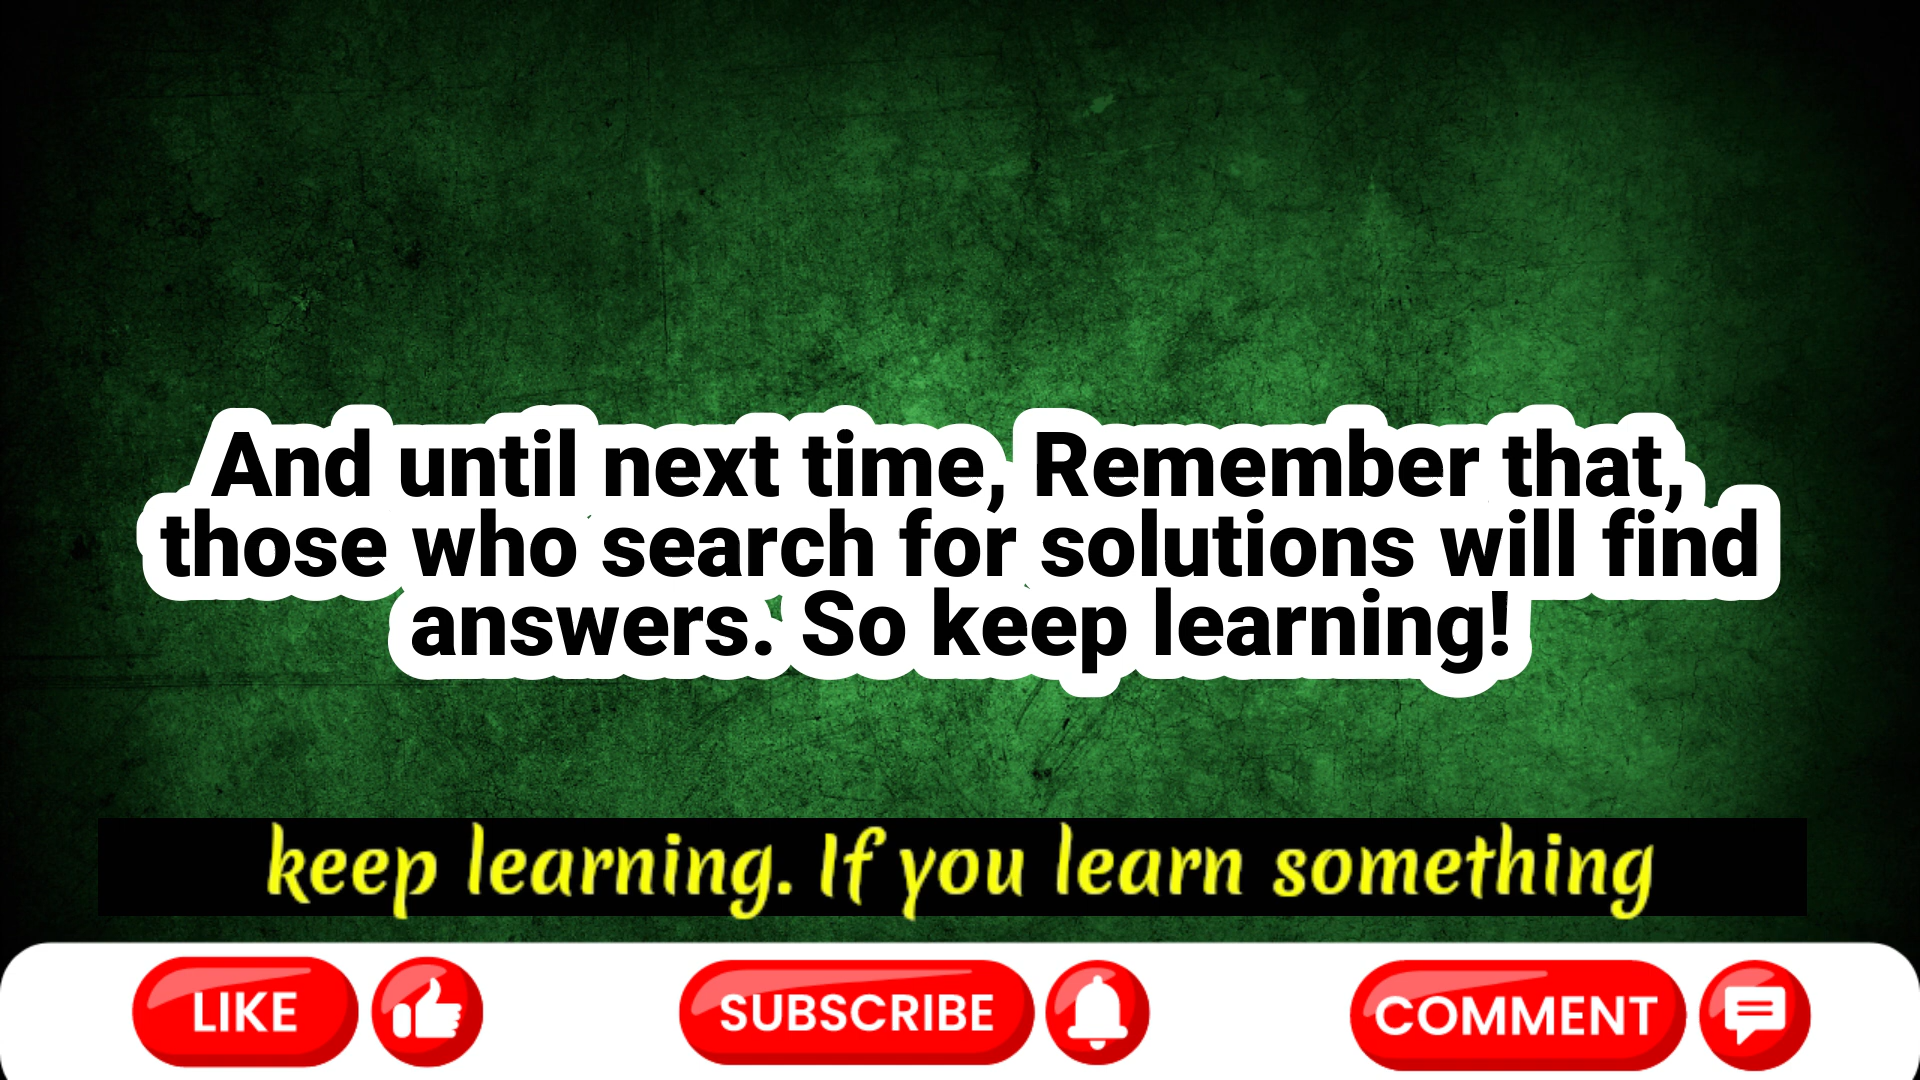 And until next time, Remember that,
those who search for solutions will find
answers. So keep learning!
keep learning. If you learn something
LIKE
SUBSCRIBE
COMMENT